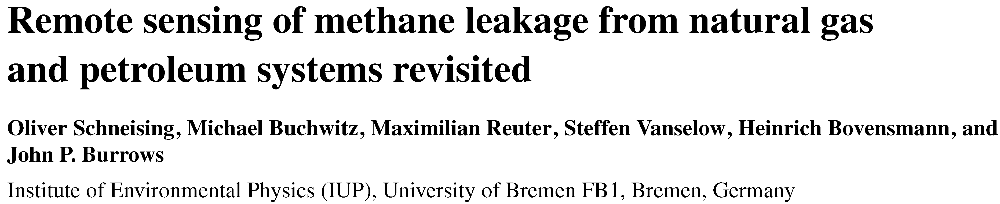 Remote sensing of methane leakage from natural gas
and petroleum systems revisited
Oliver Schneising, Michael Buchwitz, Maximilian Reuter, Steffen Vanselow, Heinrich Bovensmann, and
John P. Burrows
Institute of Environmental Physics (IUP), University of Bremen FB1, Bremen, Germany